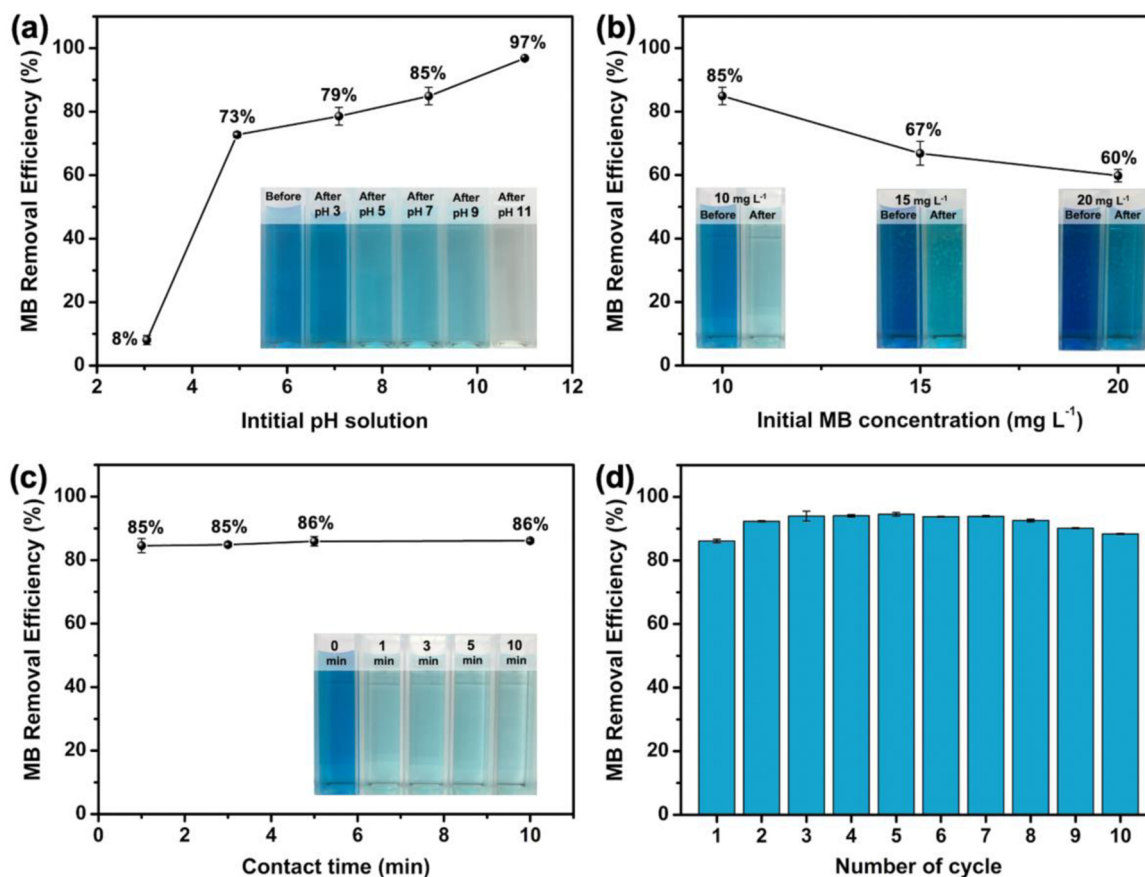 (a)
MB Removal Efficiency (%)
100
80
60
40
20
0
8%
73%
79%
85%
97%
Before
After
pH 3
After
pH 5
After
pH 7
After
pH 9
After
pH 11
2
4
6
8
10
12
Intitial pH solution
(b)
MB Removal Efficiency (%)
100
80
60
40
20
0
85%
67%
60%
10 mg L⁻¹
Before After
15 mg L⁻¹
Before After
20 mg L⁻¹
Before After
10
15
20
Initial MB concentration (mg L⁻¹)
(c)
MB Removal Efficiency (%)
100
80
60
40
20
0
85%
85%
86%
86%
0
min
1
min
3
min
5
min
10
min
0
2
4
6
8
10
Contact time (min)
(d)
MB Removal Efficiency (%)
100
80
60
40
20
0
1
2
3
4
5
6
7
8
9
10
Number of cycle